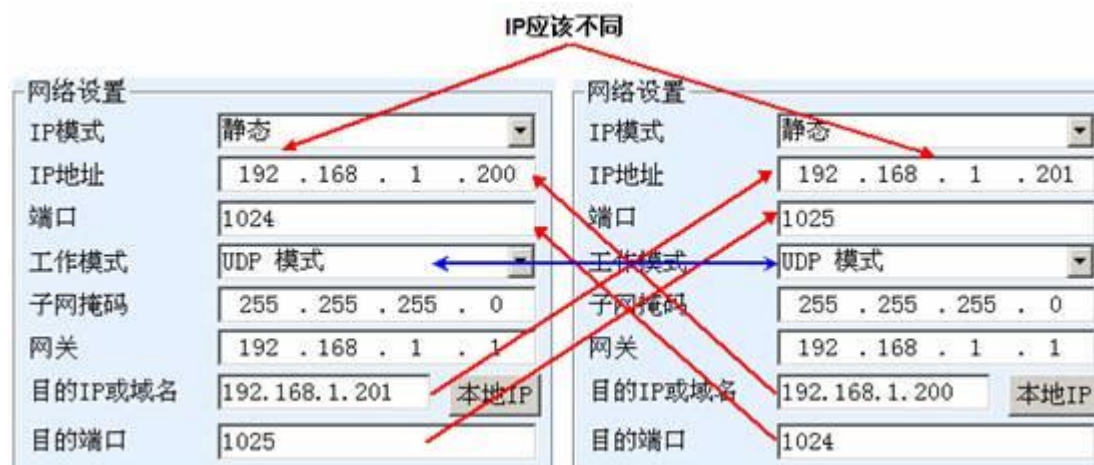 IP应该不同
网络设置
IP模式 静态
IP地址 192 . 168 . 1 . 200
端口 1024
工作模式 UDP 模式
子网掩码 255 . 255 . 255 . 0
网关 192 . 168 . 1 . 1
目的IP或域名 192.168.1.201 本地IP
目的端口 1025
网络设置
IP模式 静态
IP地址 192 . 168 . 1 . 201
端口 1025
工作模式 UDP 模式
子网掩码 255 . 255 . 255 . 0
网关 192 . 168 . 1 . 1
目的IP或域名 192.168.1.200 本地IP
目的端口 1024